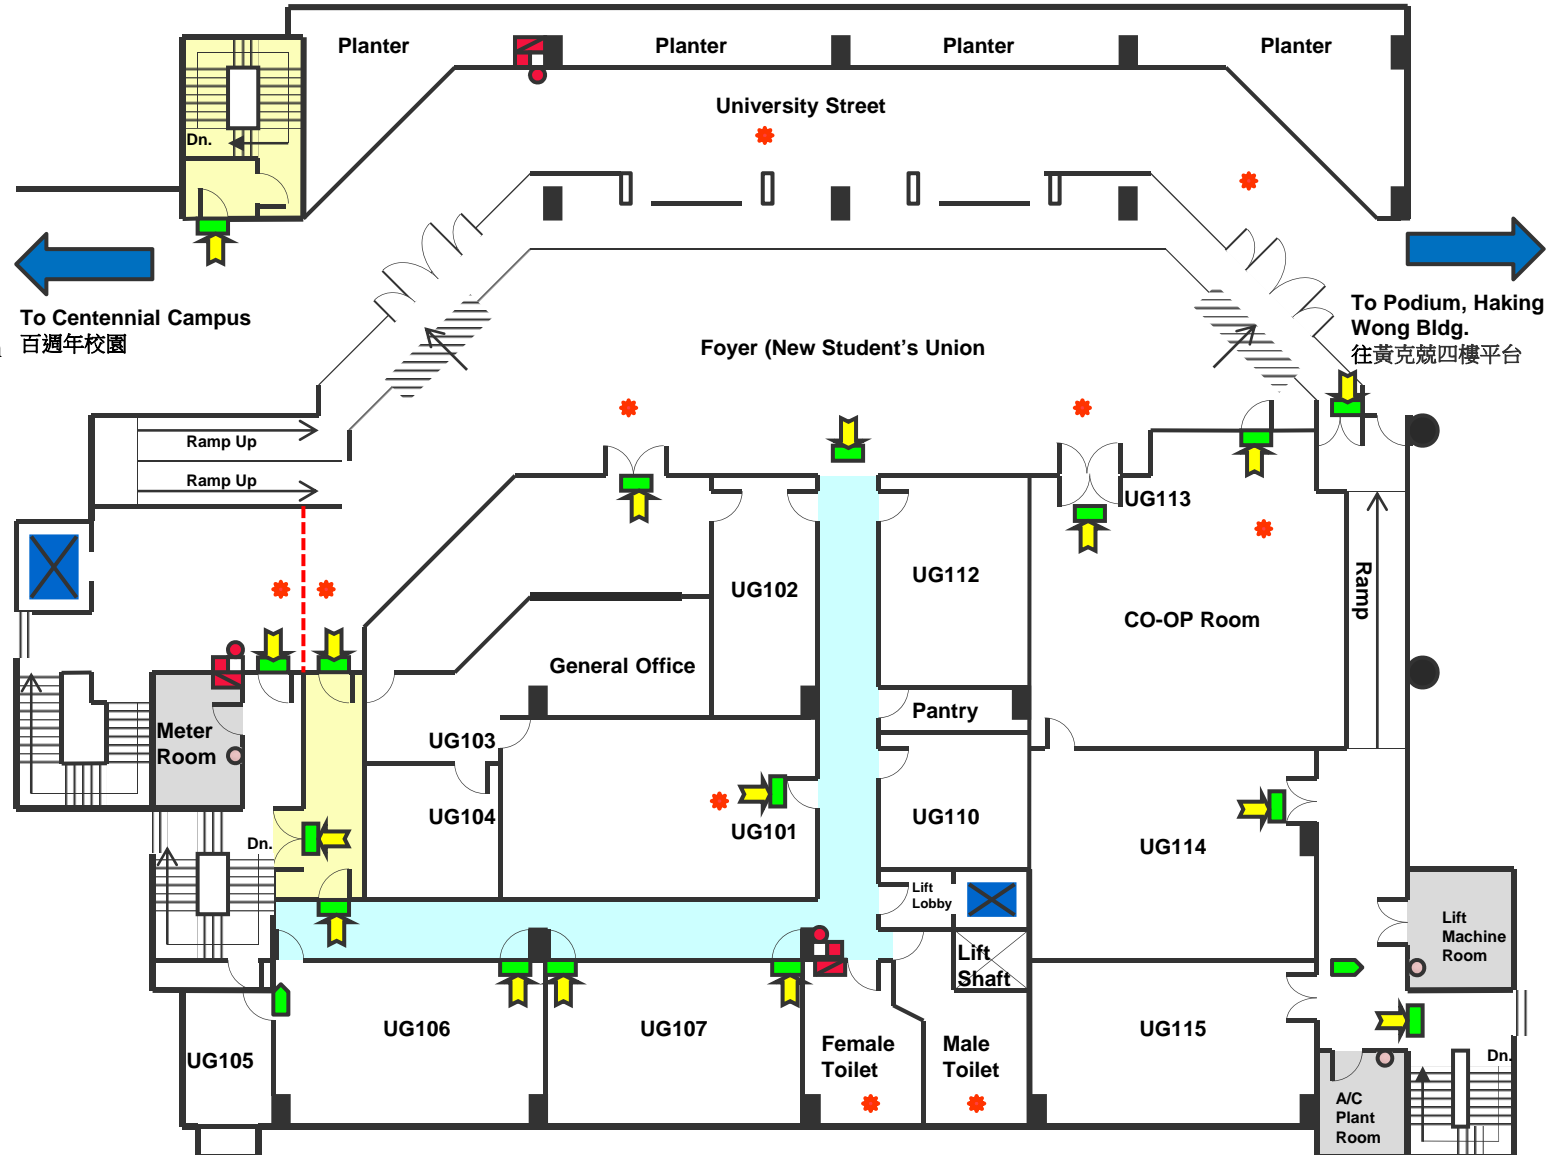 Planter
Planter
Planter
Planter
University Street
Dn.
To Centennial Campus
百週年校園
To Podium, Haking
Wong Bldg.
往黃克兢四樓平台
Foyer (New Student's Union
Ramp Up
Ramp Up
UG113
UG102
UG112
Ramp
CO-OP Room
General Office
Pantry
Meter
Room
UG103
UG104
UG101
UG110
UG114
Dn.
Lift
Lobby
Lift
Machine
Room
Lift
Shaft
UG106
UG107
UG115
Female
Toilet
Male
Toilet
UG105
Dn.
A/C
Plant
Room